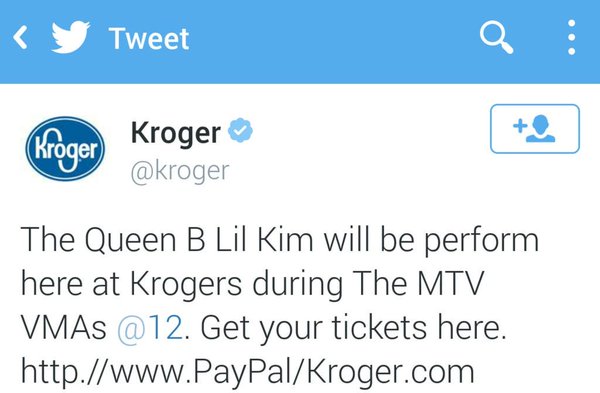 Tweet
Kroger
Kroger
@kroger
The Queen B Lil Kim will be perform
here at Krogers during The MTV
VMAs @12. Get your tickets here.
http.//www.PayPal/Kroger.com